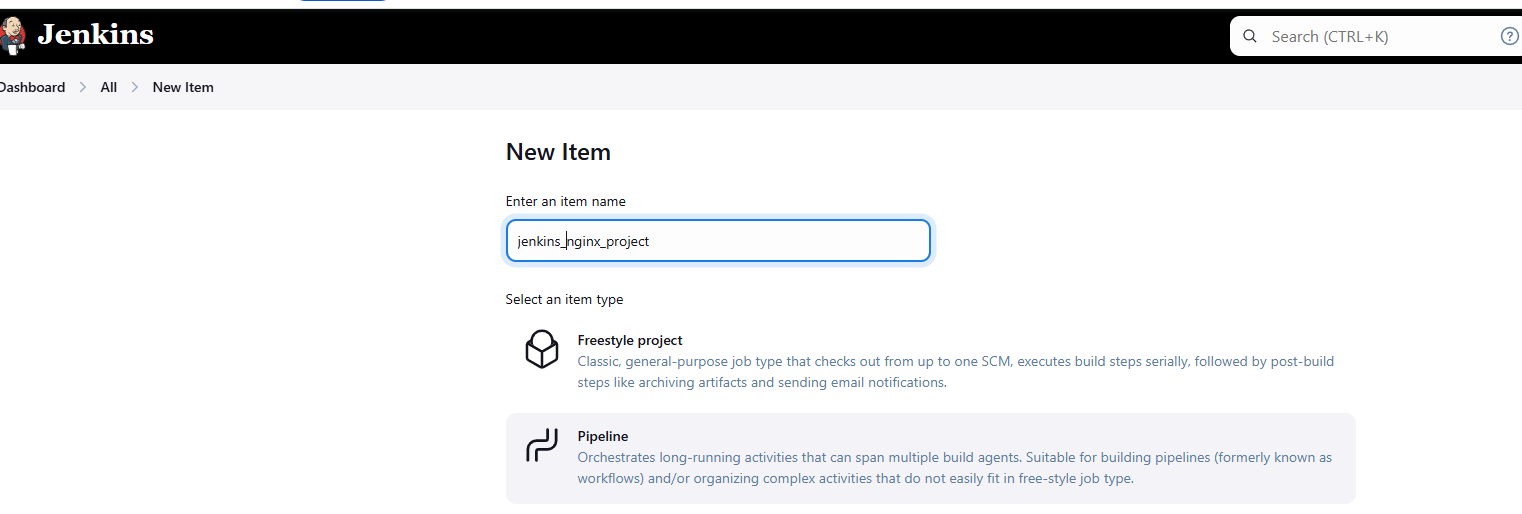 Jenkins
Search (CTRL+K)
Dashboard > All > New Item
New Item
Enter an item name
jenkins_nginx_project
Select an item type
Freestyle project
Classic, general-purpose job type that checks out from up to one SCM, executes build steps serially, followed by post-build
steps like archiving artifacts and sending email notifications.
Pipeline
Orchestrates long-running activities that can span multiple build agents. Suitable for building pipelines (formerly known as
workflows) and/or organizing complex activities that do not easily fit in free-style job type.